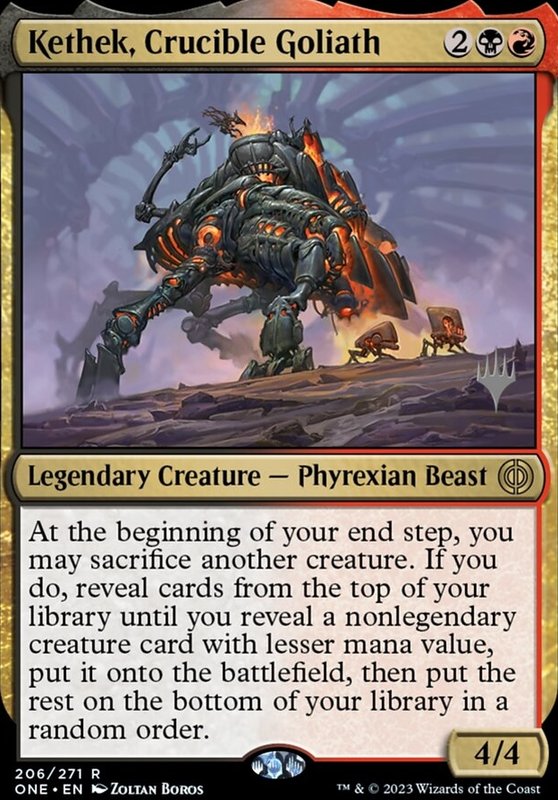 Kethek, Crucible Goliath 2
Legendary Creature — Phyrexian Beast
At the beginning of your end step, you
may sacrifice another creature. If you
do, reveal cards from the top of your
library until you reveal a nonlegendary
creature card with lesser mana value,
put it onto the battlefield, then put the
rest on the bottom of your library in a
random order.
4/4
206/271 R
ONE • EN Zoltan Boros
™ & © 2023 Wizards of the Coast